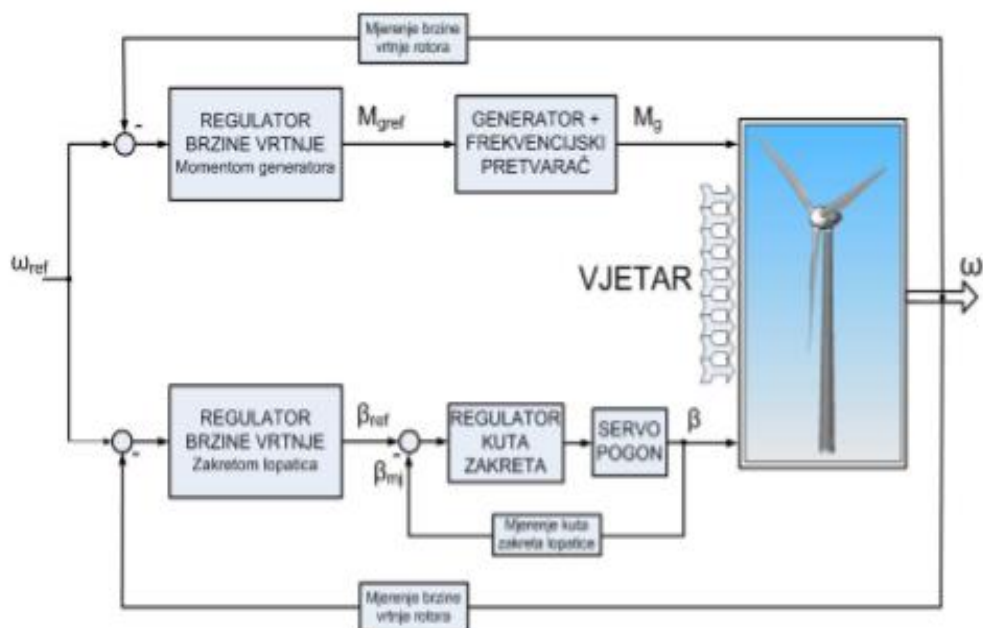 Mjerenje brzine
vrtnje rotora
-
REGULATOR
BRZINE VRTNJE
Momentom generatora
Mgref
GENERATOR +
FREKVENCIJSKI
PRETVARAČ
Mg
ωref
VJETAR
ω
-
REGULATOR
BRZINE VRTNJE
Zakretom lopatica
βref
-
βmj
REGULATOR
KUTA
ZAKRETA
SERVO
POGON
β
Mjerenje kuta
zakreta lopatice
Mjerenje brzine
vrtnje rotora